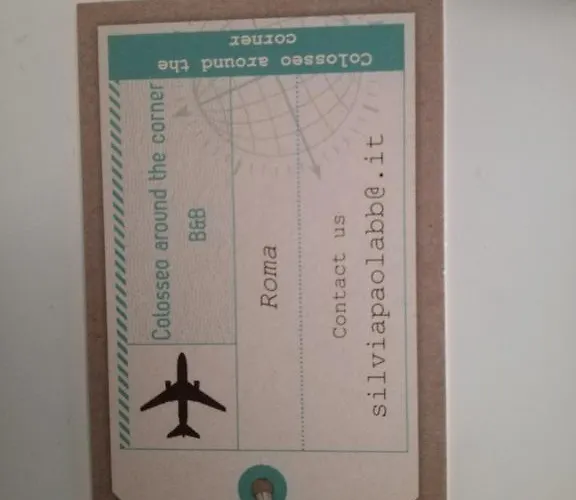 Colosseo around the
corner
Colosseo around the corner
B&B
Roma
Contact us
silviapaolabb@.it